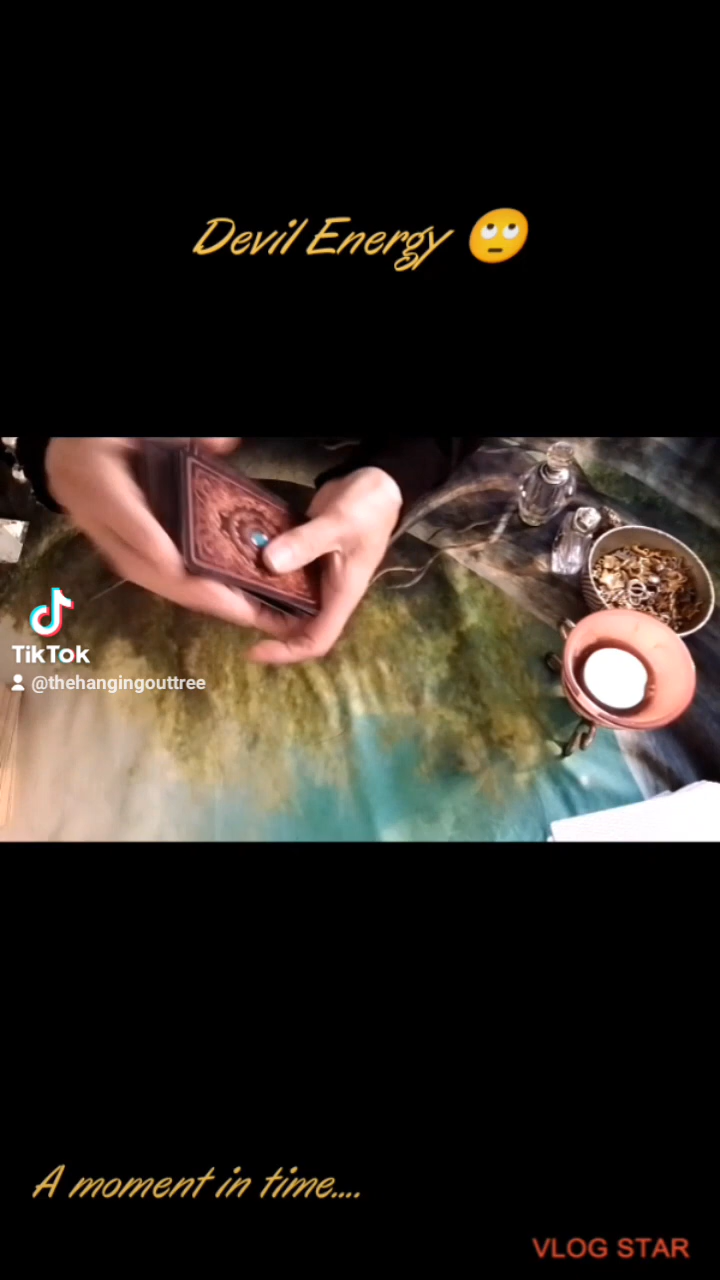 Devil Energy 🙄
TikTok
@thehangingouttree
A moment in time....
VLOG STAR